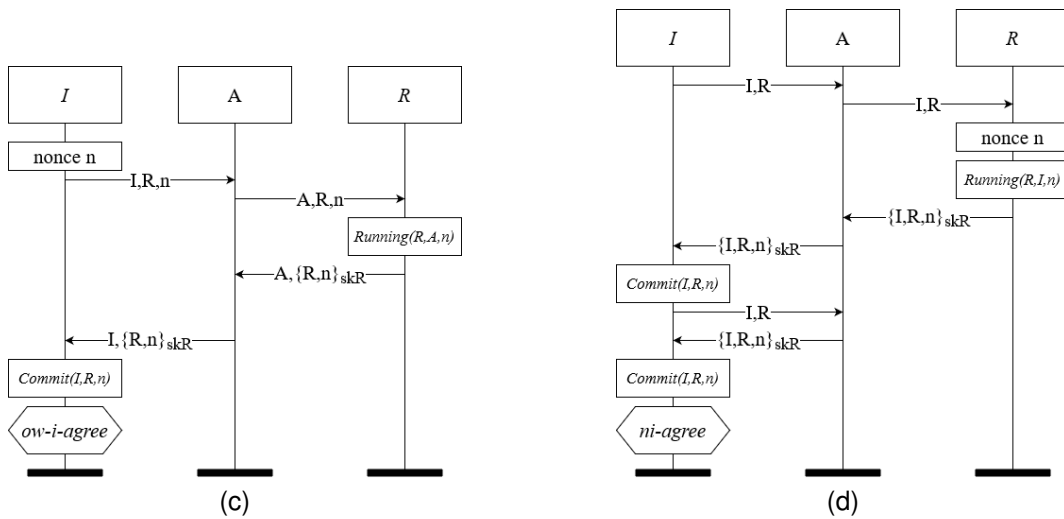 I
A
R
nonce n
I,R,n
A,R,n
Running(R,A,n)
A,{R,n}skR
I,{R,n}skR
Commit(I,R,n)
ow-i-agree
(c)
I
A
R
I,R
I,R
nonce n
Running(R,I,n)
{I,R,n}skR
{I,R,n}skR
Commit(I,R,n)
I,R
{I,R,n}skR
Commit(I,R,n)
ni-agree
(d)